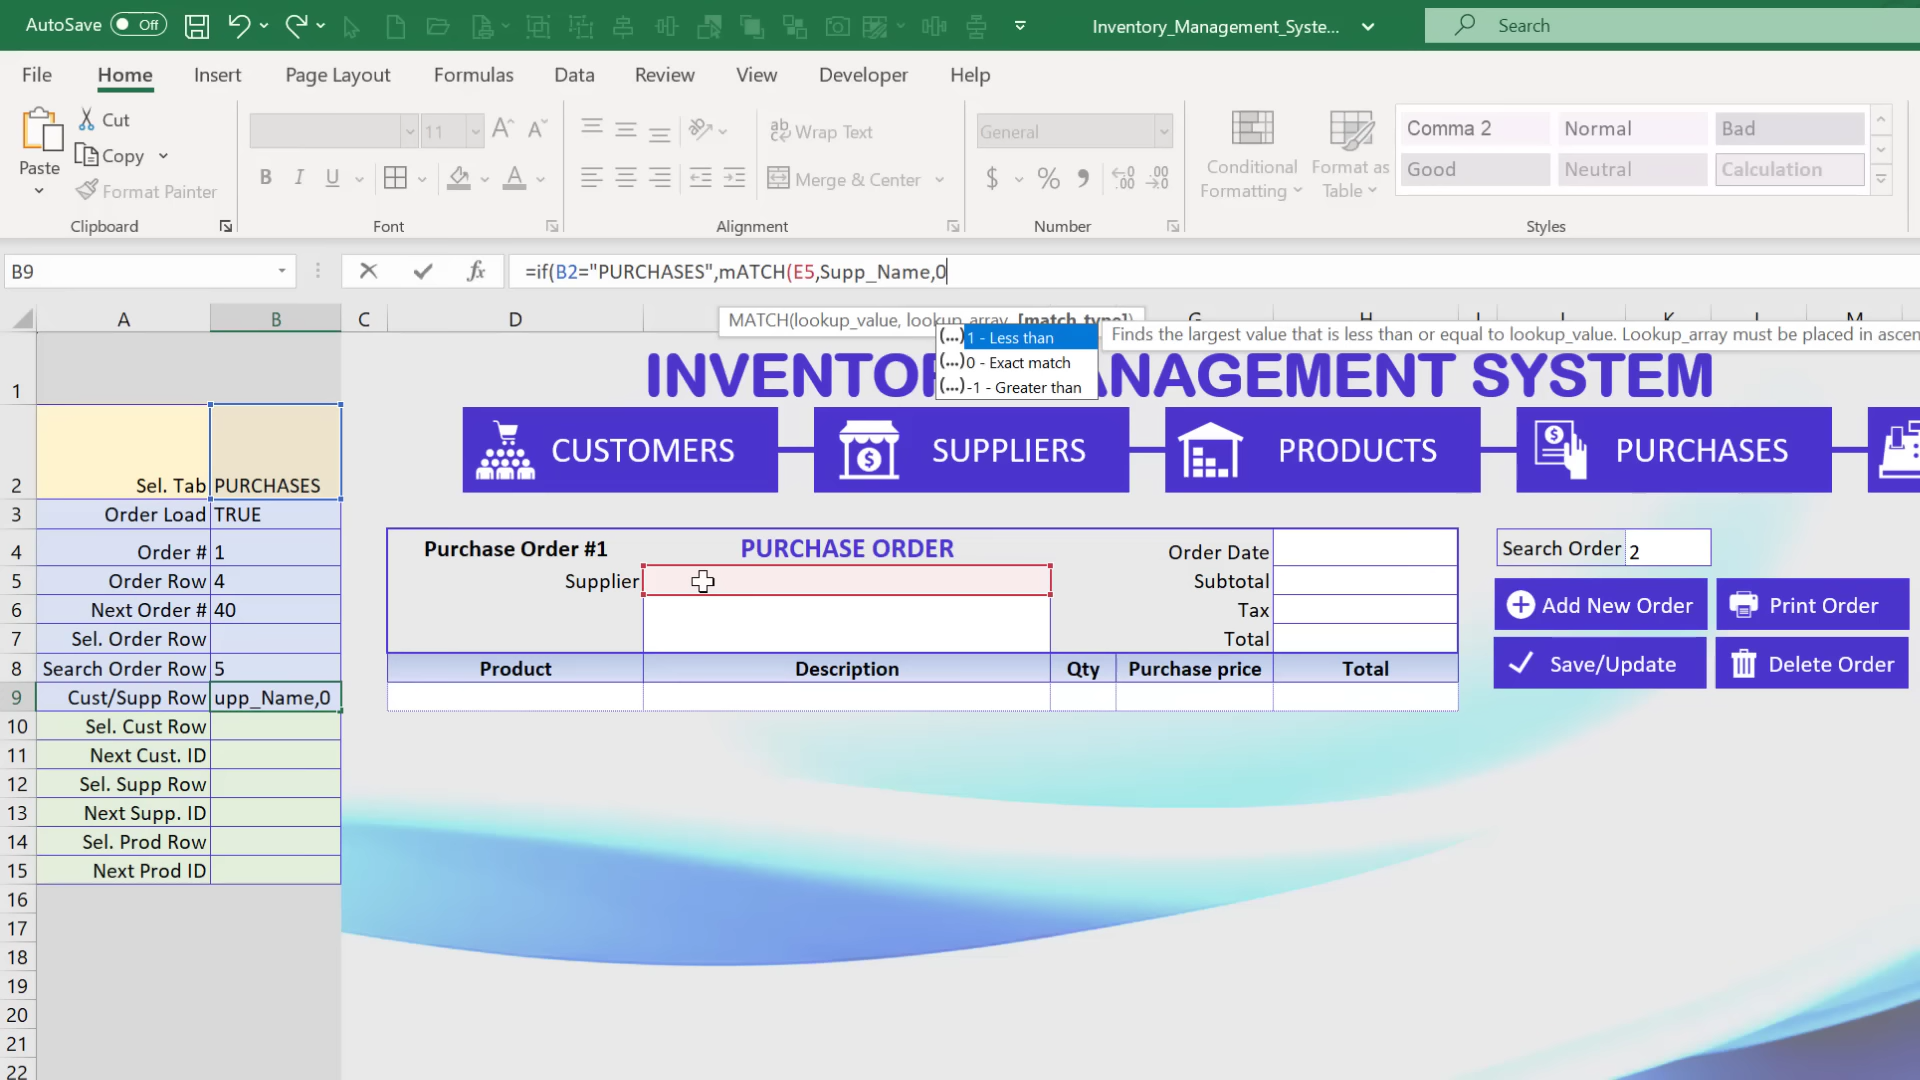 AutoSave Off Inventory_Management_Syste... Search
File Home Insert Page Layout Formulas Data Review View Developer Help
Paste Cut Copy Format Painter Clipboard
11 B I U Font
Wrap Text Merge & Center Alignment
General $ % Number
Conditional Formatting Format as Table
Comma 2 Normal Bad
Good Neutral Calculation
Styles
B9 fx =if(B2="PURCHASES",mATCH(E5,Supp_Name,0
A B C D
MATCH(lookup_value, lookup_array, [match_type])
(...) 1 - Less than
(...) 0 - Exact match
(...) -1 - Greater than
Finds the largest value that is less than or equal to lookup_value. Lookup_array must be placed in ascen
1 INVENTOR ANAGEMENT SYSTEM
CUSTOMERS SUPPLIERS PRODUCTS PURCHASES
2 Sel. Tab PURCHASES
3 Order Load TRUE
4 Order # 1 Purchase Order #1 PURCHASE ORDER Order Date Search Order 2
5 Order Row 4 Supplier Subtotal
6 Next Order # 40 Tax
Add New Order Print Order
7 Sel. Order Row Total
8 Search Order Row 5 Product Description Qty Purchase price Total
Save/Update Delete Order
9 Cust/Supp Row upp_Name,0
10 Sel. Cust Row
11 Next Cust. ID
12 Sel. Supp Row
13 Next Supp. ID
14 Sel. Prod Row
15 Next Prod ID
16
17
18
19
20
21
22